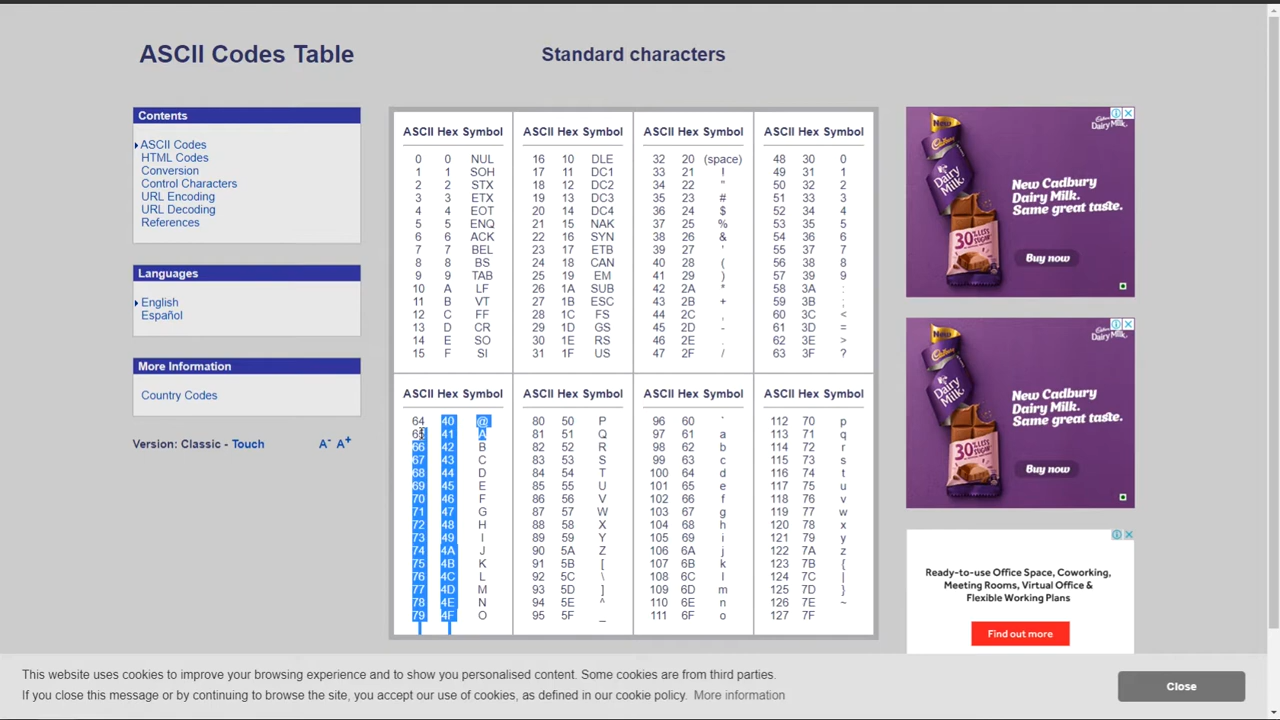 ASCII Codes Table
Standard characters
Contents
ASCII Codes
HTML Codes
Conversion
Control Characters
URL Encoding
URL Decoding
References
Languages
English
Español
More Information
Country Codes
Version: Classic - Touch A- A+
ASCII Hex Symbol ASCII Hex Symbol ASCII Hex Symbol ASCII Hex Symbol
0 0 NUL 16 10 DLE 32 20 (space) 48 30 0
1 1 SOH 17 11 DC1 33 21 ! 49 31 1
2 2 STX 18 12 DC2 34 22 " 50 32 2
3 3 ETX 19 13 DC3 35 23 # 51 33 3
4 4 EOT 20 14 DC4 36 24 $ 52 34 4
5 5 ENQ 21 15 NAK 37 25 % 53 35 5
6 6 ACK 22 16 SYN 38 26 & 54 36 6
7 7 BEL 23 17 ETB 39 27 ' 55 37 7
8 8 BS 24 18 CAN 40 28 ( 56 38 8
9 9 TAB 25 19 EM 41 29 ) 57 39 9
10 A LF 26 1A SUB 42 2A * 58 3A :
11 B VT 27 1B ESC 43 2B + 59 3B ;
12 C FF 28 1C FS 44 2C , 60 3C <
13 D CR 29 1D GS 45 2D - 61 3D =
14 E SO 30 1E RS 46 2E . 62 3E >
15 F SI 31 1F US 47 2F / 63 3F ?
ASCII Hex Symbol ASCII Hex Symbol ASCII Hex Symbol ASCII Hex Symbol
64 40 @ 80 50 P 96 60 ` 112 70 p
65 41 A 81 51 Q 97 61 a 113 71 q
66 42 B 82 52 R 98 62 b 114 72 r
67 43 C 83 53 S 99 63 c 115 73 s
68 44 D 84 54 T 100 64 d 116 74 t
69 45 E 85 55 U 101 65 e 117 75 u
70 46 F 86 56 V 102 66 f 118 76 v
71 47 G 87 57 W 103 67 g 119 77 w
72 48 H 88 58 X 104 68 h 120 78 x
73 49 I 89 59 Y 105 69 i 121 79 y
74 4A J 90 5A Z 106 6A j 122 7A z
75 4B K 91 5B [ 107 6B k 123 7B {
76 4C L 92 5C \ 108 6C l 124 7C |
77 4D M 93 5D ] 109 6D m 125 7D }
78 4E N 94 5E ^ 110 6E n 126 7E ~
79 4F O 95 5F _ 111 6F o 127 7F
New
Cadbury
Dairy Milk
30% LESS
SUGAR
Cadbury
Dairy Milk
New Cadbury
Dairy Milk.
Same great taste.
Buy now
New
Cadbury
Dairy Milk
30% LESS
SUGAR
Cadbury
Dairy Milk
New Cadbury
Dairy Milk.
Same great taste.
Buy now
Ready-to-use Office Space, Coworking,
Meeting Rooms, Virtual Office &
Flexible Working Plans
Find out more
This website uses cookies to improve your browsing experience and to show you personalised content. Some cookies are from third parties.
If you close this message or by continuing to browse the site, you accept our use of cookies, as defined in our cookie policy. More information
Close